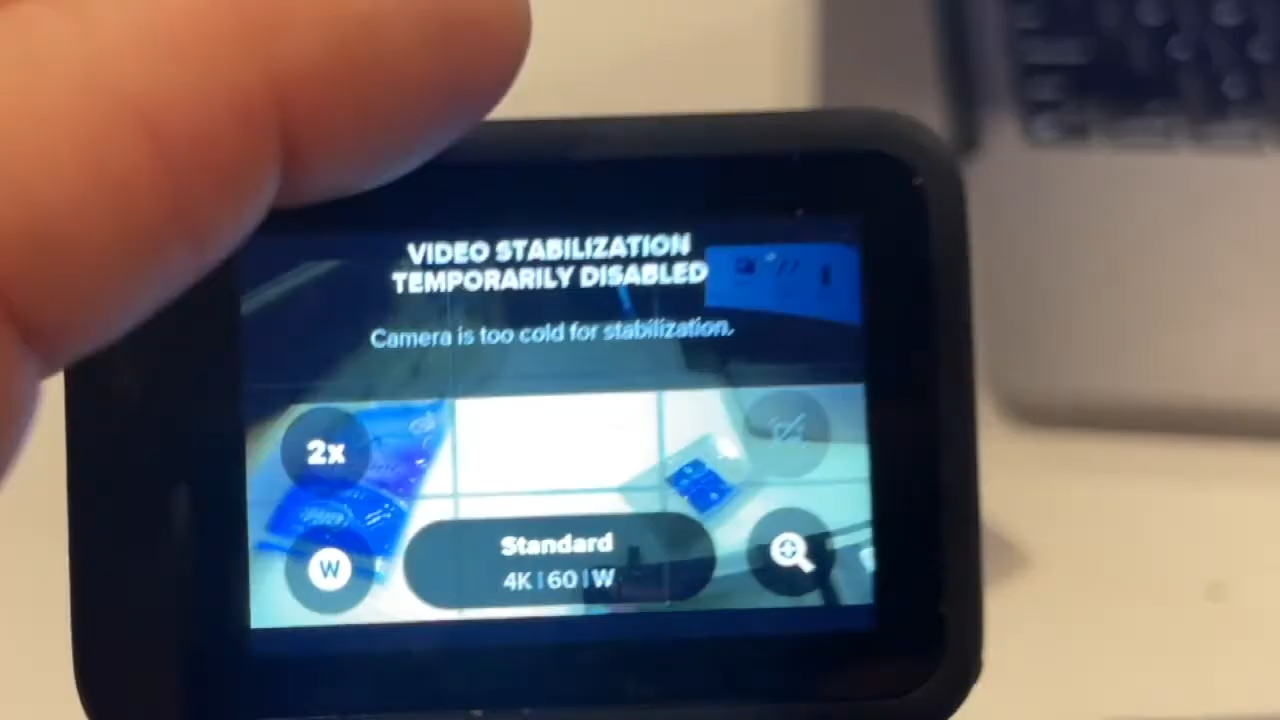 VIDEO STABILIZATION
TEMPORARILY DISABLED
Camera is too cold for stabilization.
2x
Standard
W
4K | 60 | W